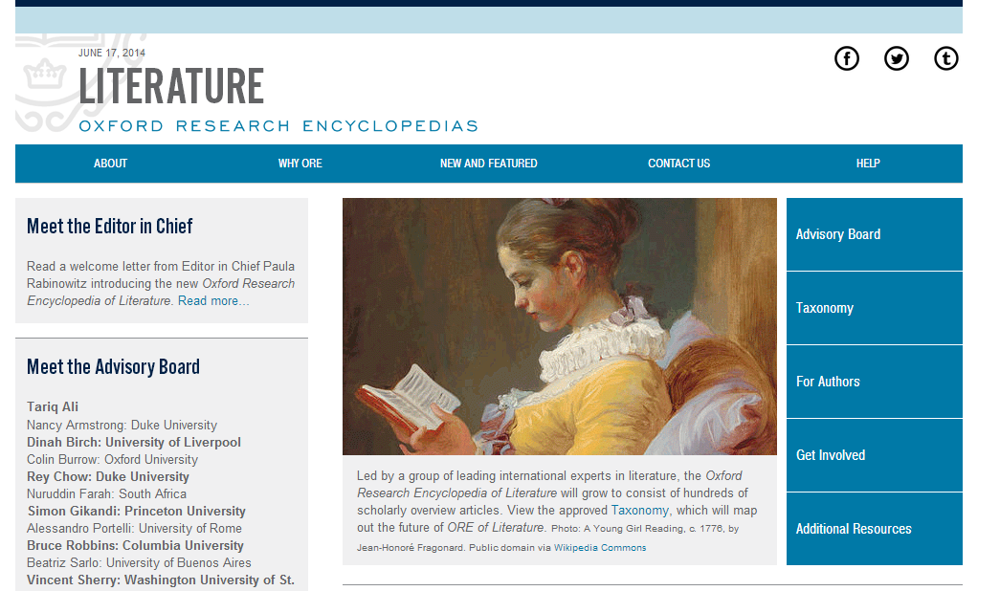 JUNE 17, 2014
LITERATURE
OXFORD RESEARCH ENCYCLOPEDIAS
ABOUT
WHY ORE
NEW AND FEATURED
CONTACT US
HELP
Meet the Editor in Chief
Read a welcome letter from Editor in Chief Paula
Rabinowitz introducing the new Oxford Research
Encyclopedia of Literature. Read more...
Meet the Advisory Board
Tariq Ali
Nancy Armstrong: Duke University
Dinah Birch: University of Liverpool
Colin Burrow: Oxford University
Rey Chow: Duke University
Nuruddin Farah: South Africa
Simon Gikandi: Princeton University
Alessandro Portelli: University of Rome
Bruce Robbins: Columbia University
Beatriz Sarlo: University of Buenos Aires
Vincent Sherry: Washington University of St.
Led by a group of leading international experts in literature, the Oxford
Research Encyclopedia of Literature will grow to consist of hundreds of
scholarly overview articles. View the approved Taxonomy, which will map
out the future of ORE of Literature. Photo: A Young Girl Reading, c. 1776, by
Jean-Honoré Fragonard. Public domain via Wikipedia Commons
Advisory Board
Taxonomy
For Authors
Get Involved
Additional Resources